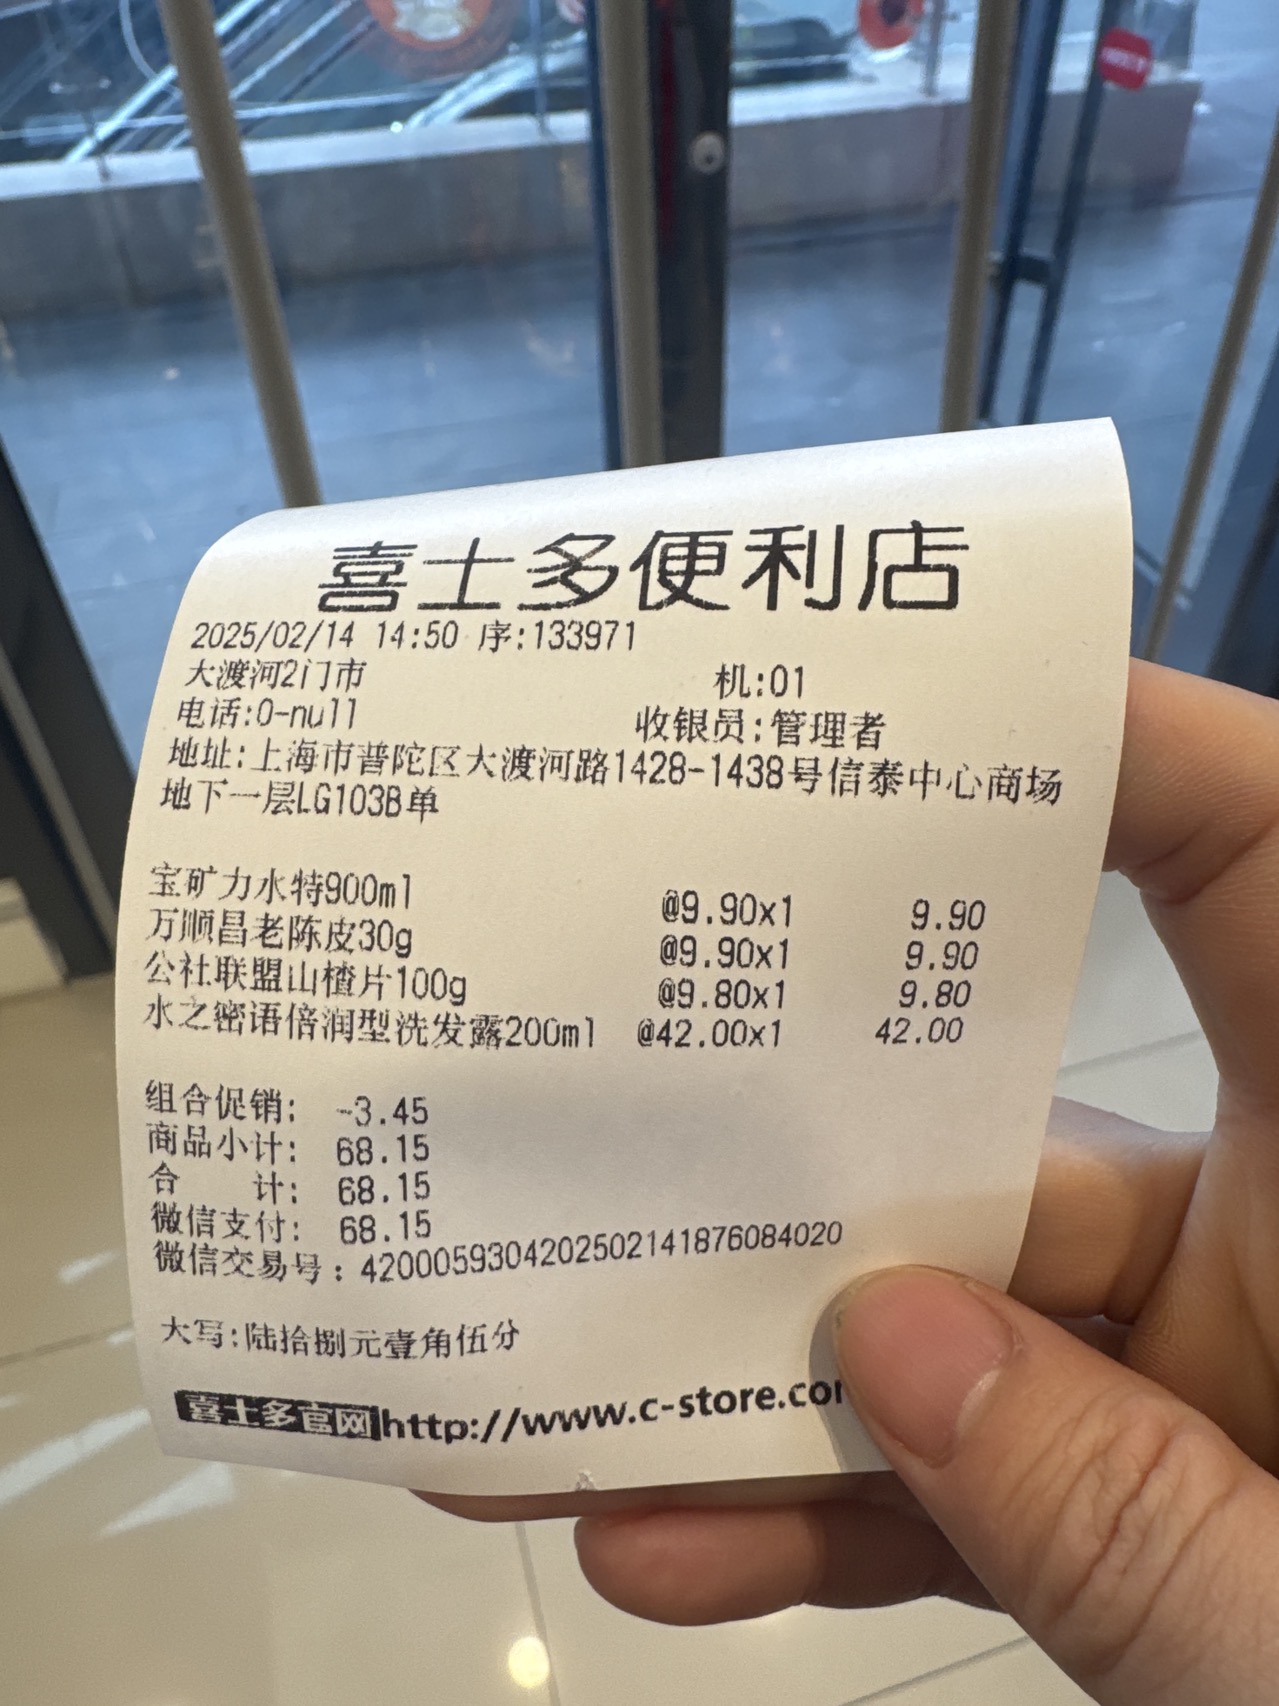 喜士多便利店
2025/02/14 14:50 序:133971
大渡河2门市 机:01
电话:0-null 收银员:管理者
地址:上海市普陀区大渡河路1428-1438号信泰中心商场
地下一层LG103B单
宝矿力水特900ml @9.90x1 9.90
万顺昌老陈皮30g @9.90x1 9.90
公社联盟山楂片100g @9.80x1 9.80
水之密语倍润型洗发露200ml @42.00x1 42.00
组合促销: -3.45
商品小计: 68.15
合 计: 68.15
微信支付: 68.15
微信交易号: 4200059304202502141876084020
大写:陆拾捌元壹角伍分
喜士多官网http://www.c-store.co